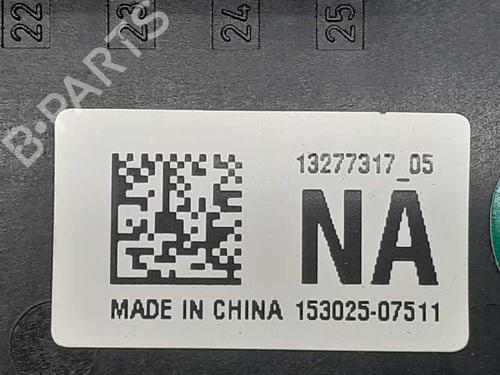 22 23 24 25
B-PARTS
13277317_05
NA
MADE IN CHINA 153025-07511